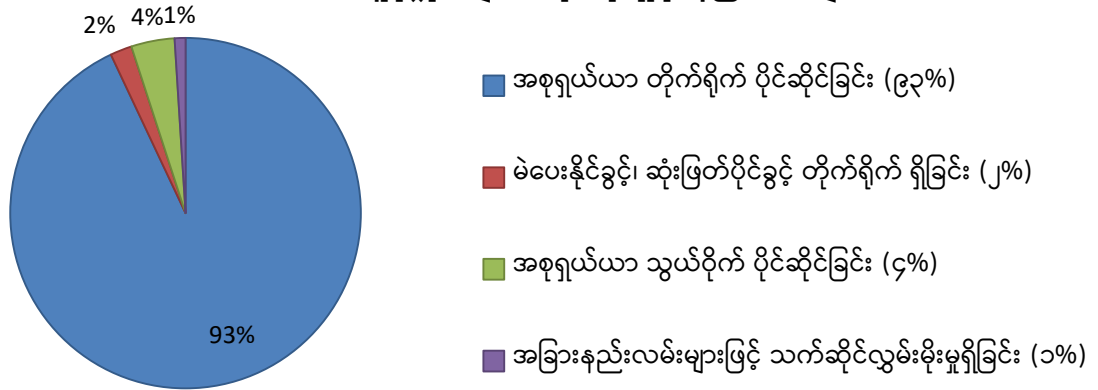 2%
4%
1%
93%
အစုရှယ်ယာ တိုက်ရိုက် ပိုင်ဆိုင်ခြင်း (၉၃%)
မဲပေးနိုင်ခွင့်၊ ဆုံးဖြတ်ပိုင်ခွင့် တိုက်ရိုက် ရှိခြင်း (၂%)
အစုရှယ်ယာ သွယ်ဝိုက် ပိုင်ဆိုင်ခြင်း (၄%)
အခြားနည်းလမ်းများဖြင့် သက်ဆိုင်လွှမ်းမိုးမှုရှိခြင်း (၁%)